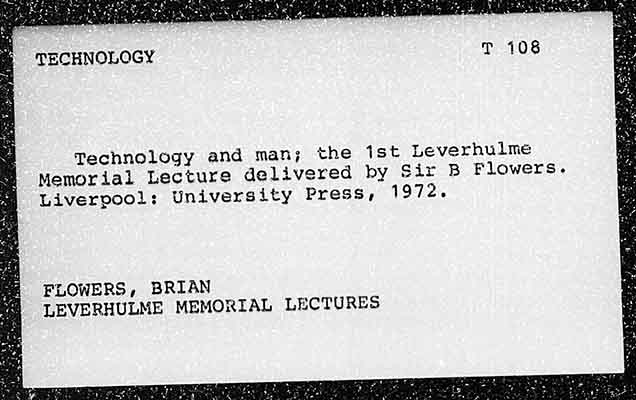 TECHNOLOGY T 108
Technology and man; the 1st Leverhulme
Memorial Lecture delivered by Sir B Flowers.
Liverpool: University Press, 1972.
FLOWERS, BRIAN
LEVERHULME MEMORIAL LECTURES